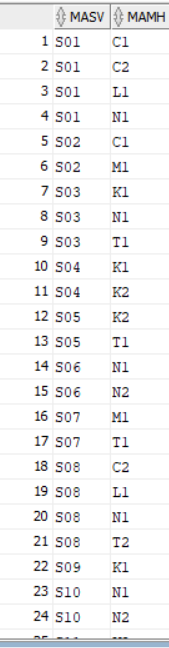 MASV MAMH
1 S01 C1
2 S01 C2
3 S01 L1
4 S01 N1
5 S02 C1
6 S02 M1
7 S03 K1
8 S03 N1
9 S03 T1
10 S04 K1
11 S04 K2
12 S05 K2
13 S05 T1
14 S06 N1
15 S06 N2
16 S07 M1
17 S07 T1
18 S08 C2
19 S08 L1
20 S08 N1
21 S08 T2
22 S09 K1
23 S10 N1
24 S10 N2